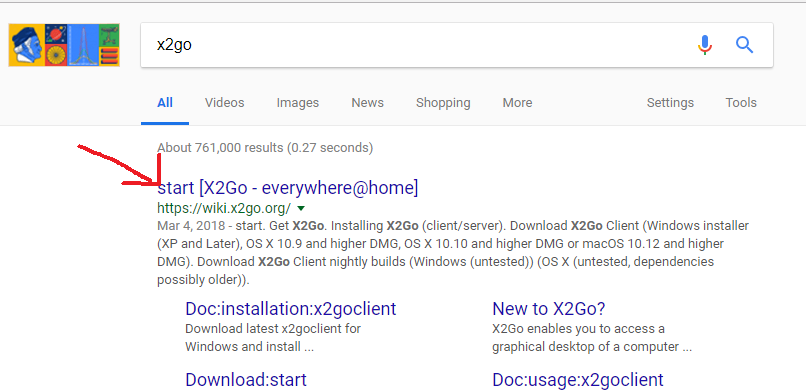 x2go
All Videos Images News Shopping More Settings Tools
About 761,000 results (0.27 seconds)
start [X2Go - everywhere@home]
https://wiki.x2go.org/
Mar 4, 2018 - start. Get X2Go. Installing X2Go (client/server). Download X2Go Client (Windows installer
(XP and Later), OS X 10.9 and higher DMG, OS X 10.10 and higher DMG or macOS 10.12 and higher
DMG). Download X2Go Client nightly builds (Windows (untested)) (OS X (untested, dependencies
possibly older)).
Doc:installation:x2goclient
Download latest x2goclient for
Windows and install ...
New to X2Go?
X2Go enables you to access a
graphical desktop of a computer ...
Download:start
Doc:usage:x2goclient